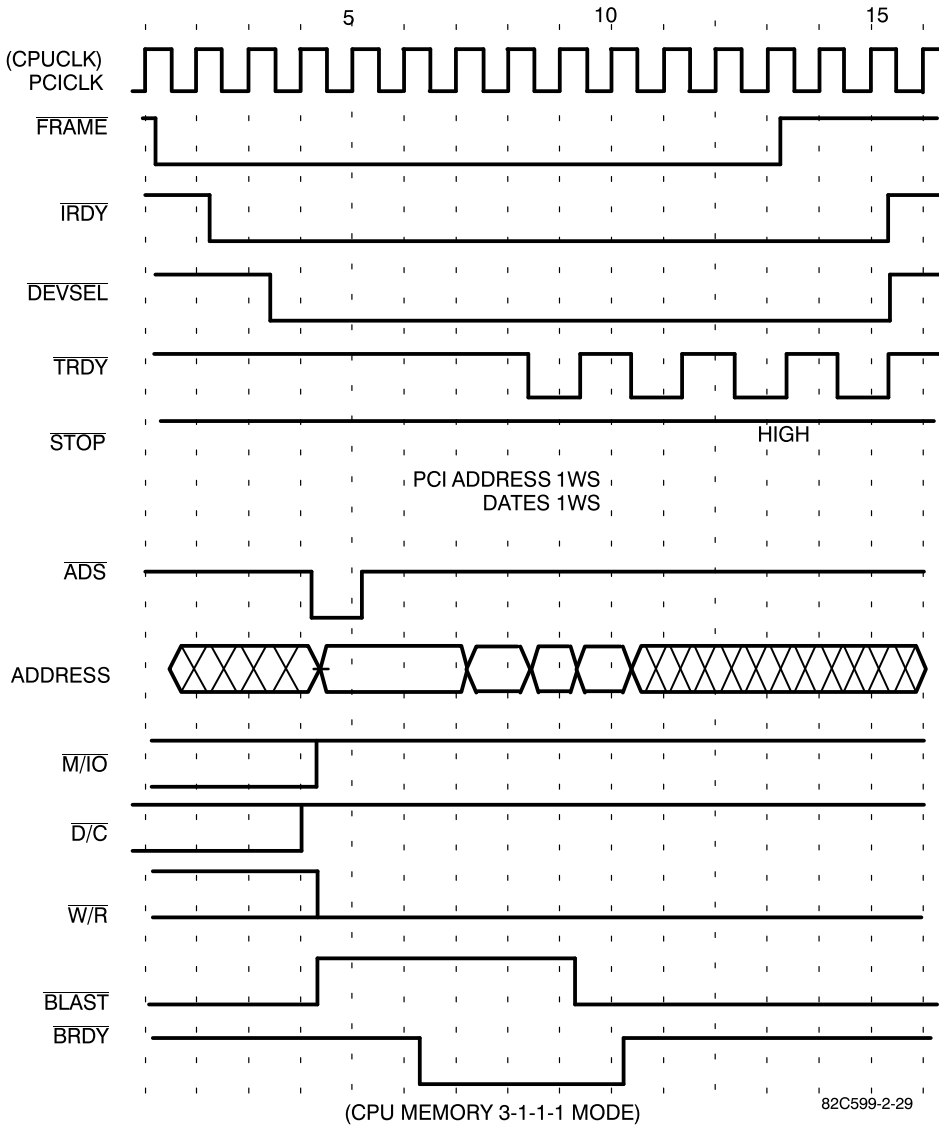 5 10 15
(CPUCLK)
PCICLK
FRAME
IRDY
DEVSEL
TRDY
STOP
HIGH
PCI ADDRESS 1WS
DATES 1WS
ADS
ADDRESS
M/IO
D/C
W/R
BLAST
BRDY
82C599-2-29
(CPU MEMORY 3-1-1-1 MODE)